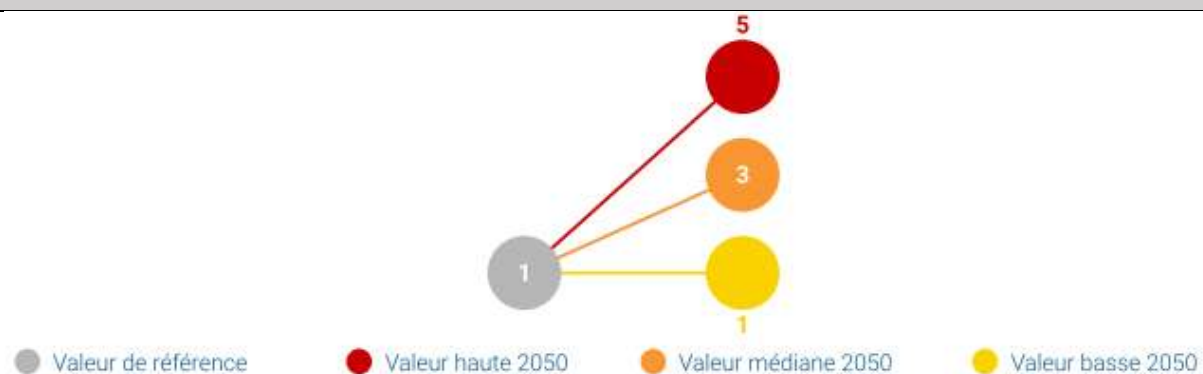 5
3
1
1
Valeur de référence
Valeur haute 2050
Valeur médiane 2050
Valeur basse 2050